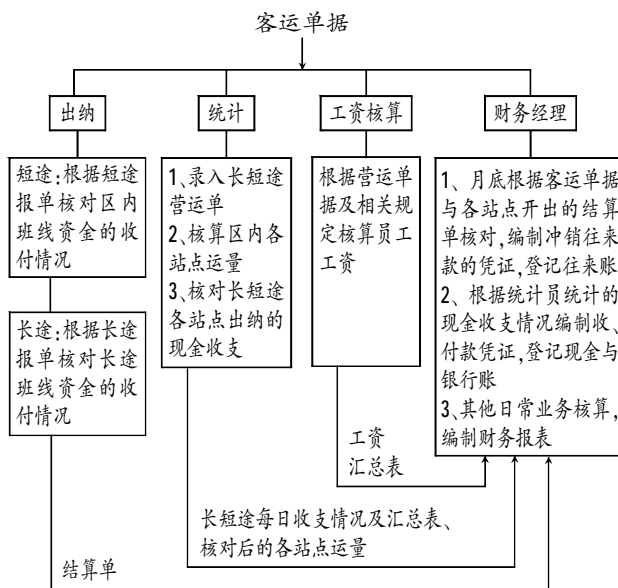 客运单据
出纳
统计
工资核算
财务经理
短途:根据短途
报单核对区内
班线资金的收
付情况
长途:根据长途
报单核对长途
班线资金的收
付情况
1、录入长短途
营运单
2、核算区内各
站点运量
3、核对长短途
各站点出纳的
现金收支
根据营运单
据及相关规
定核算员工
工资
1、月底根据客运单据
与各站点开出的结算
单核对,编制冲销往来
款的凭证,登记往来账
2、根据统计员统计的
现金收支情况编制收、
付款凭证,登记现金与
银行账
3、其他日常业务核算,
编制财务报表
工资
汇总表
长短途每日收支情况及汇总表、
核对后的各站点运量
结算单